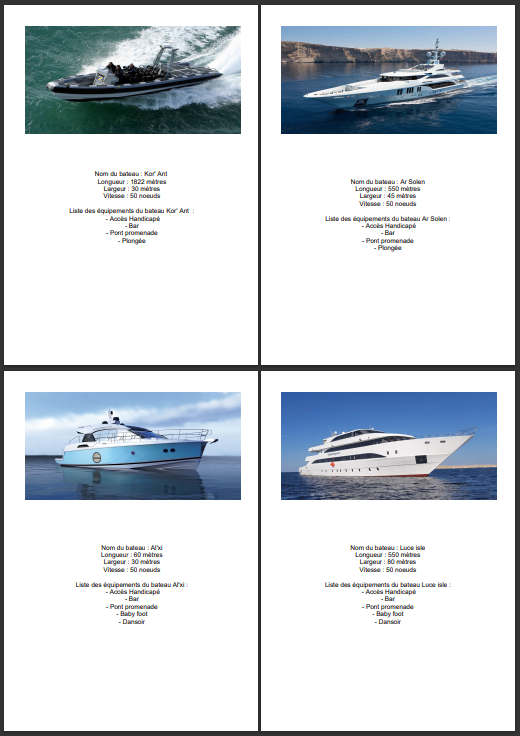 Nom du bateau : Kor' Ant
Longueur : 1822 mètres
Largeur : 30 mètres
Vitesse : 50 noeuds
Liste des équipements du bateau Kor' Ant :
- Accès Handicapé
- Bar
- Pont promenade
- Plongée
Nom du bateau : Ar Solen
Longueur : 550 mètres
Largeur : 45 mètres
Vitesse : 50 noeuds
Liste des équipements du bateau Ar Solen :
- Accès Handicapé
- Bar
- Pont promenade
- Plongée
Nom du bateau : Al'xi
Longueur : 60 mètres
Largeur : 30 mètres
Vitesse : 50 noeuds
Liste des équipements du bateau Al'xi :
- Accès Handicapé
- Bar
- Pont promenade
- Baby foot
- Dansoir
Nom du bateau : Luce isle
Longueur : 550 mètres
Largeur : 80 mètres
Vitesse : 50 noeuds
Liste des équipements du bateau Luce isle :
- Accès Handicapé
- Bar
- Pont promenade
- Baby foot
- Dansoir